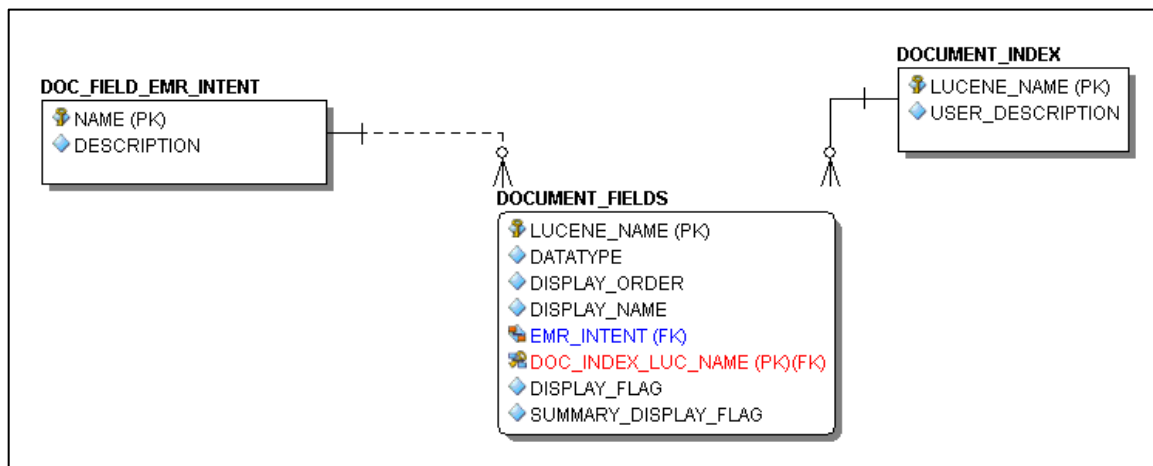 DOC_FIELD_EMR_INTENT
NAME (PK)
DESCRIPTION
DOCUMENT_INDEX
LUCENE_NAME (PK)
USER_DESCRIPTION
DOCUMENT_FIELDS
LUCENE_NAME (PK)
DATATYPE
DISPLAY_ORDER
DISPLAY_NAME
EMR_INTENT (FK)
DOC_INDEX_LUC_NAME (PK)(FK)
DISPLAY_FLAG
SUMMARY_DISPLAY_FLAG